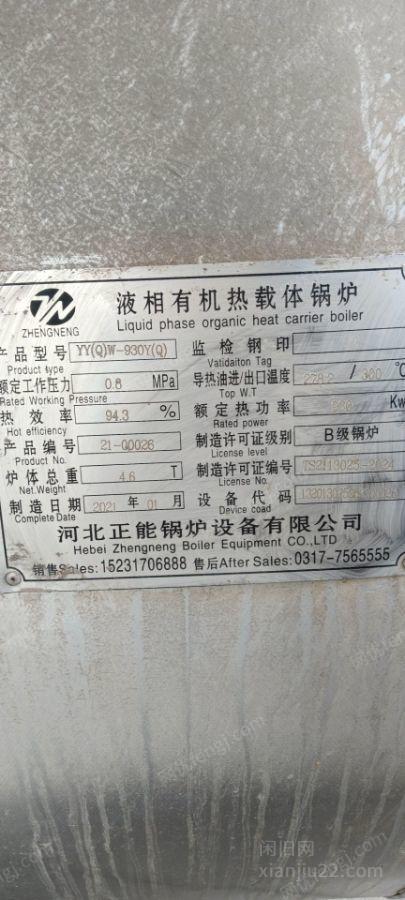 液相有机热载体锅炉
ZHENGNENG Liquid phase organic heat carrier boiler
产品型号 YY(Q)W-930Y(Q) 监检钢印
Product type Vatidaiton Tag
额定工作压力 0.8 MPa 导热油进/出口温度 / 300 ℃
Rated Working Pressure Top W.T
热效率 94.3 % 额定热功率 Kw
Hot efficiency Rated power
产品编号 21-00026 制造许可证级别 B级锅炉
Product No. License level
炉体总重 4.6 T 制造许可证编号 TS2113025-2024
Net.Weight License No.
制造日期 2021 年 01 月 设备代码
Complete Date Device coad
河北正能锅炉设备有限公司
Hebei Zhengneng Boiler Equipment CO.,LTD
销售Sales:15231706888 售后After Sales:0317-7565555
闲旧网
xianjiu22.com